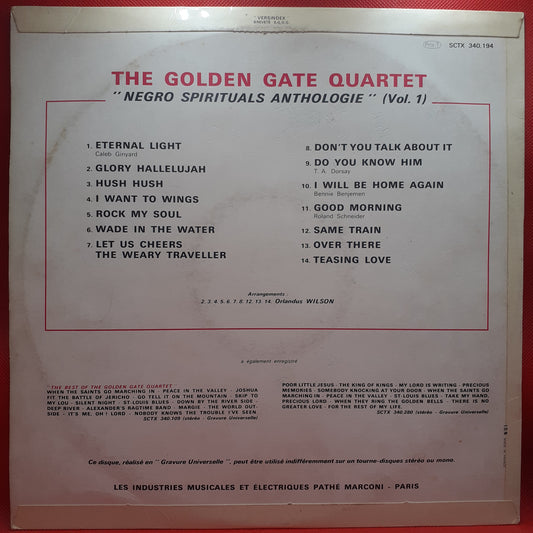 VERSINDEX
BREVETÉ S.G.D.G.
SCTX 340.194
THE GOLDEN GATE QUARTET
" NEGRO SPIRITUALS ANTHOLOGIE " (Vol. 1)
1. ETERNAL LIGHT
Caleb Ginyard
2. GLORY HALLELUJAH
3. HUSH HUSH
4. I WANT TO WINGS
5. ROCK MY SOUL
6. WADE IN THE WATER
7. LET US CHEERS
THE WEARY TRAVELLER
8. DON'T YOU TALK ABOUT IT
9. DO YOU KNOW HIM
T. A. Dorsay
10. I WILL BE HOME AGAIN
Bennie Benjemen
11. GOOD MORNING
Roland Schneider
12. SAME TRAIN
13. OVER THERE
14. TEASING LOVE
Arrangements :
2. 3. 4. 5. 6. 7. 8. 12. 13. 14. Orlandus WILSON
a également enregistré
"THE BEST OF THE GOLDEN GATE QUARTET
WHEN THE SAINTS GO MARCHING IN - PEACE IN THE VALLEY - JOSHUA
FIT THE BATTLE OF JERICHO - GO TELL IT ON THE MOUNTAIN - SKIP TO
MY LOU - SILENT NIGHT - ST-LOUIS BLUES - DOWN BY THE RIVER SIDE -
DEEP RIVER - ALEXANDER'S RAGTIME BAND - MARGIE - THE WORLD OUT-
SIDE - IT'S ME, OH ! LORD - NOBODY KNOWS THE TROUBLE I'VE SEEN
SCTX 340.109 (stéréo - Gravure Universelle)
POOR LITTLE JESUS - THE KING OF KINGS - MY LORD IS WRITING - PRECIOUS
MEMORIES - SOMEBODY KNOCKING AT YOUR DOOR - WHEN THE SAINTS GO
MARCHING IN - PEACE IN THE VALLEY - ST-LOUIS BLUES - TAKE MY HAND,
PRECIOUS LORD - WHEN THEY RING THE GOLDEN BELLS - THERE IS NO
GREATER LOVE - FOR THE REST OF MY LIFE.
SCTX 340.280 (stéréo - Gravure Universelle)
Ce disque, réalisé en " Gravure Universelle ", peut être utilisé indifféremment sur un tourne-disques stéréo ou mono.
LES INDUSTRIES MUSICALES ET ÉLECTRIQUES PATHÉ MARCONI - PARIS